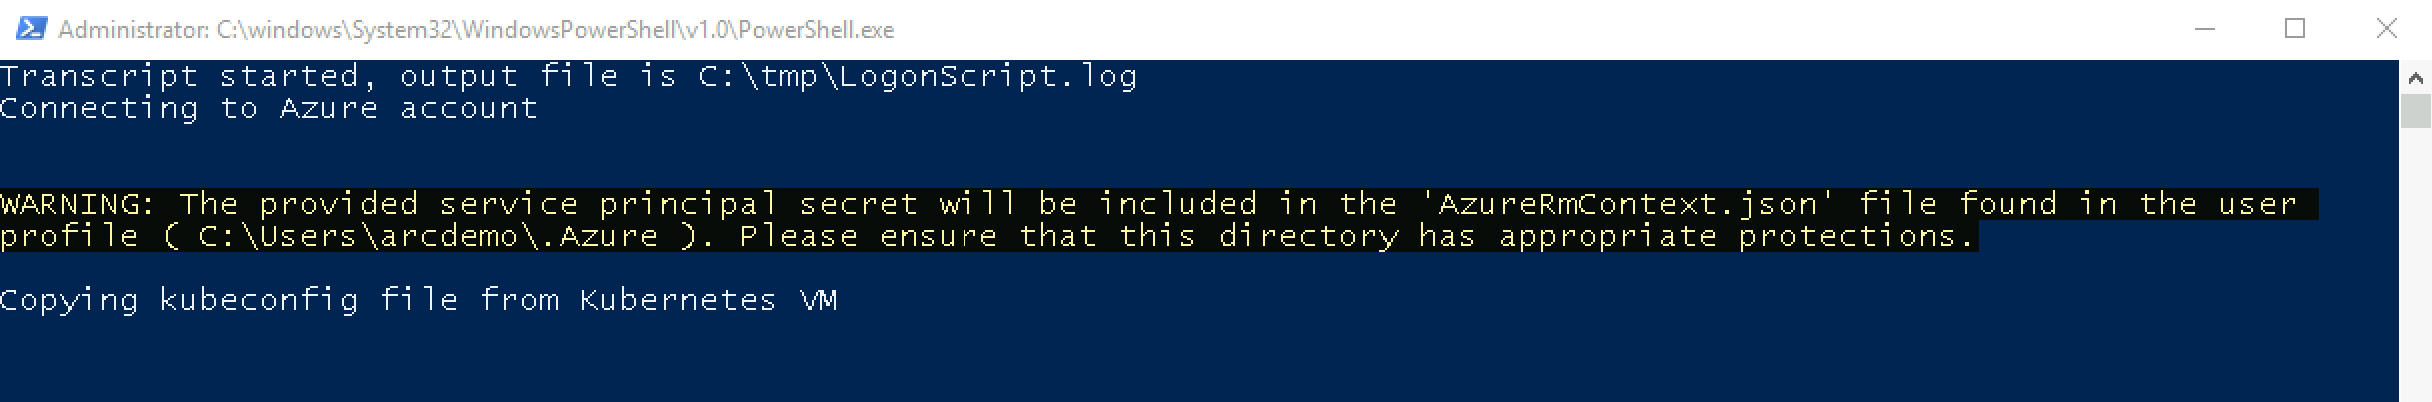 Administrator: C:\windows\System32\WindowsPowerShell\v1.0\PowerShell.exe
Transcript started, output file is C:\tmp\LogonScript.log
Connecting to Azure account
WARNING: The provided service principal secret will be included in the 'AzureRmContext.json' file found in the user
profile ( C:\Users\arcdemo\.Azure ). Please ensure that this directory has appropriate protections.
Copying kubeconfig file from Kubernetes VM